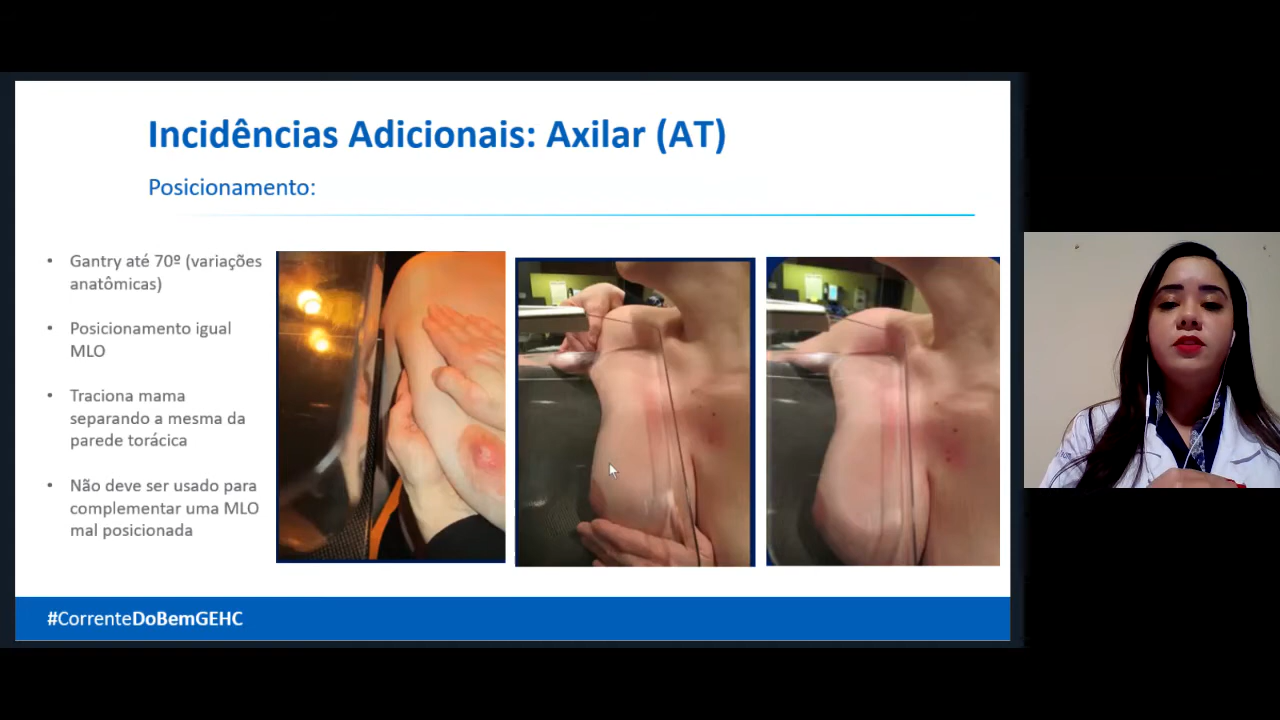 Incidências Adicionais: Axilar (AT)
Posicionamento:
• Gantry até 70º (variações
anatômicas)
• Posicionamento igual
MLO
• Traciona mama
separando a mesma da
parede torácica
• Não deve ser usado para
complementar uma MLO
mal posicionada
#CorrenteDoBemGEHC